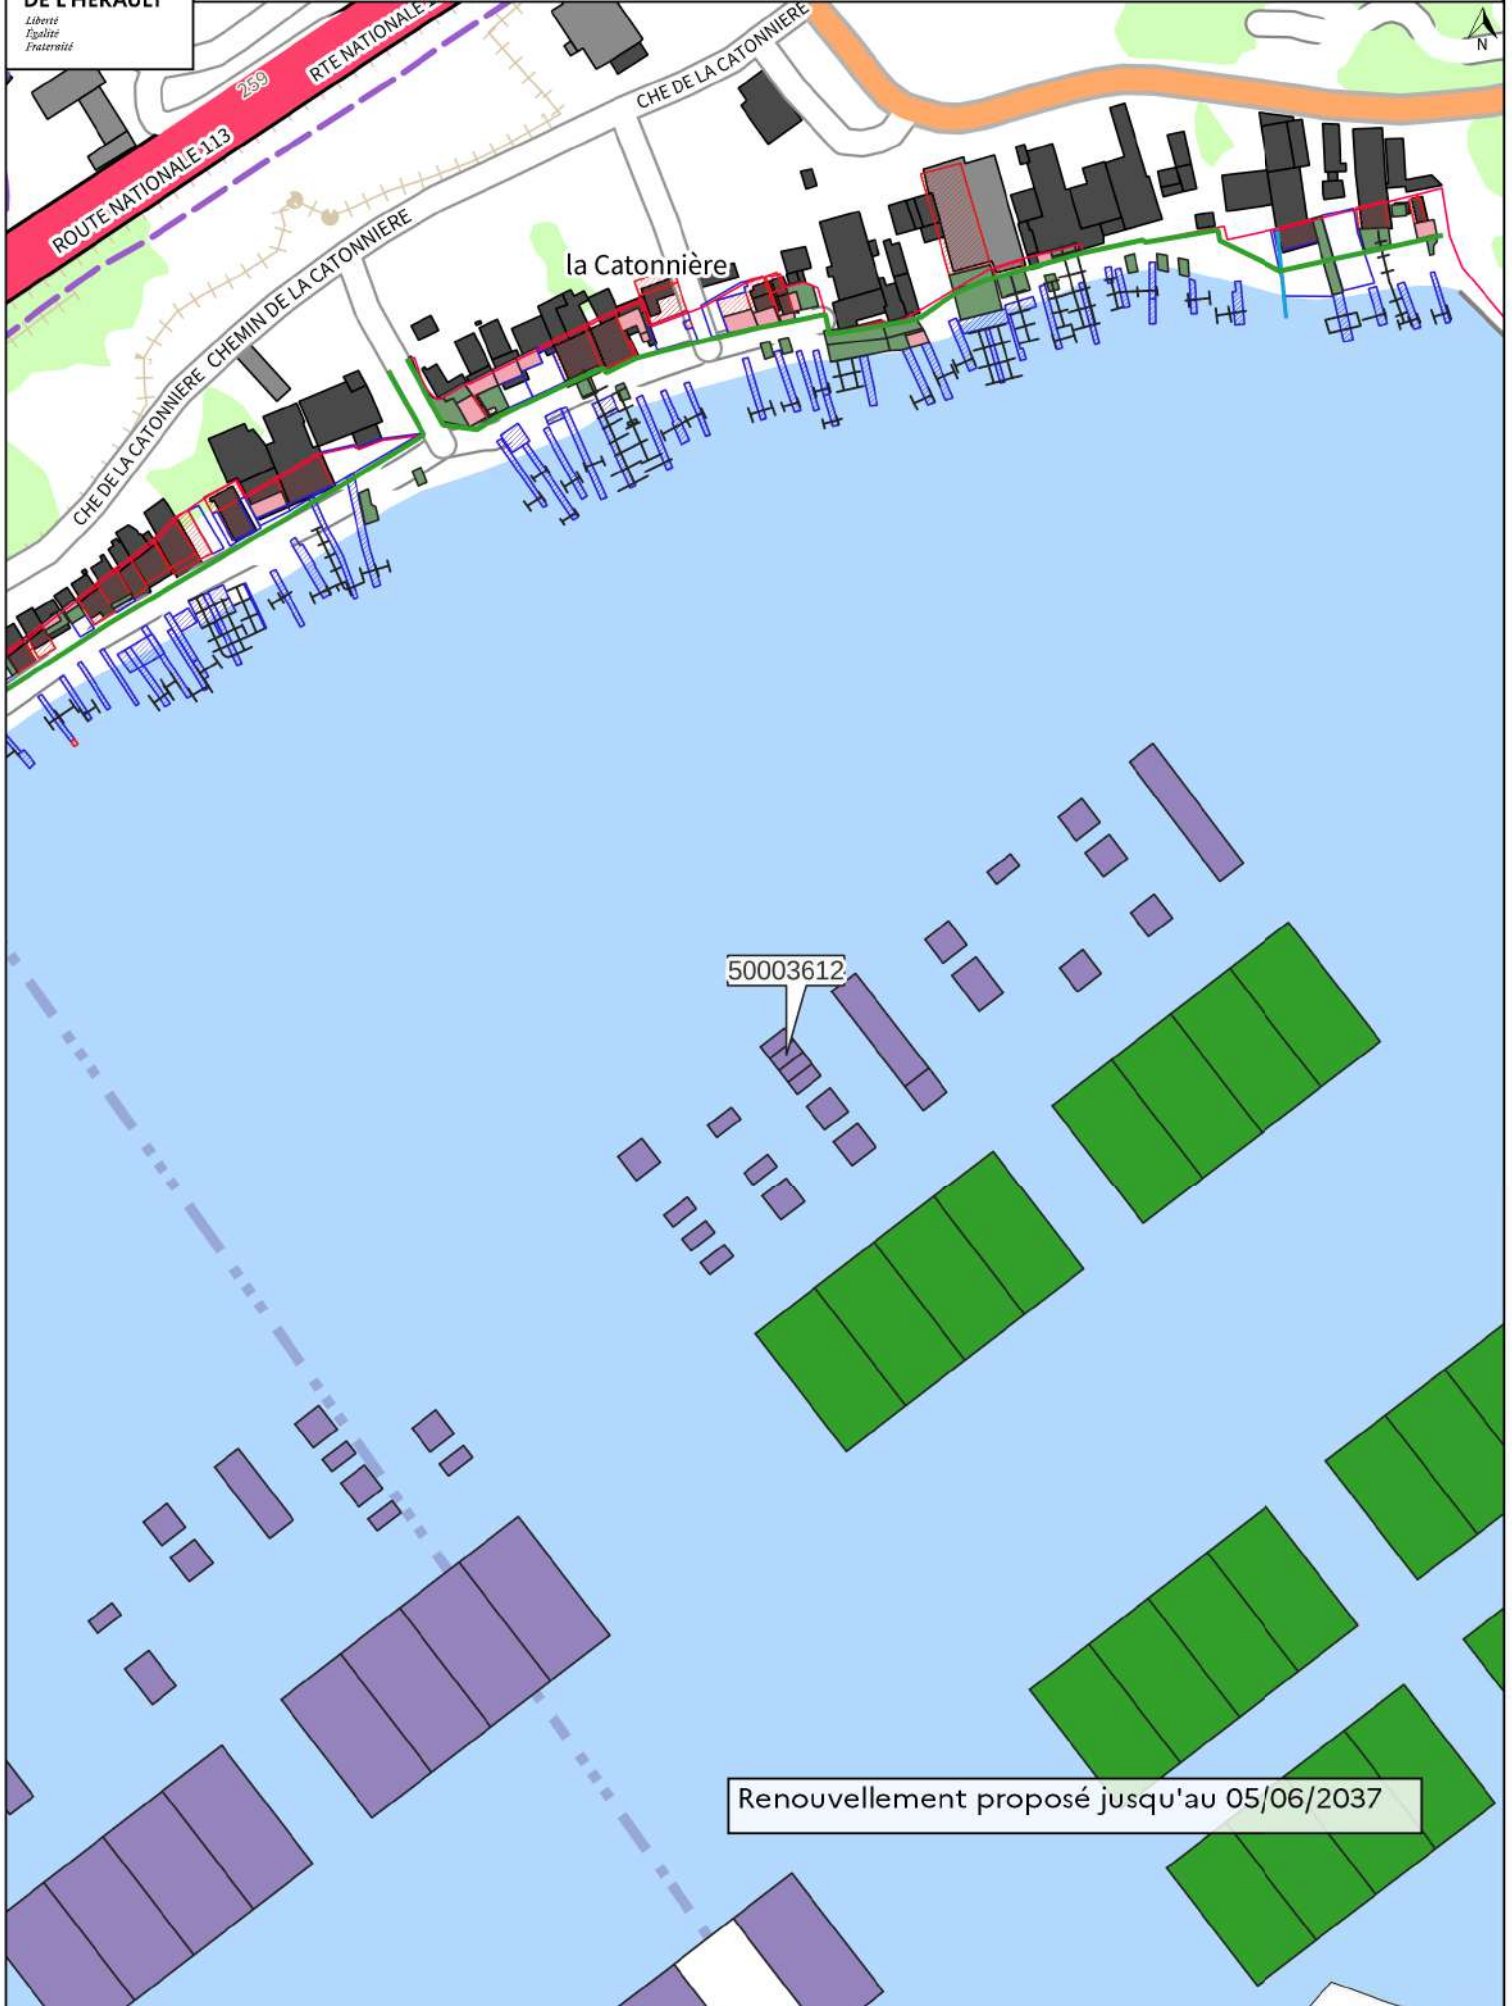 DE L'HÉRAULT
Liberté
Égalité
Fraternité
RTE NATIONALE
259
ROUTE NATIONALE 113
CHE DE LA CATONNIERE
N
CHEMIN DE LA CATONNIERE
CHE DE LA CATONNIERE
la Catonnière
50003612
Renouvellement proposé jusqu'au 05/06/2037